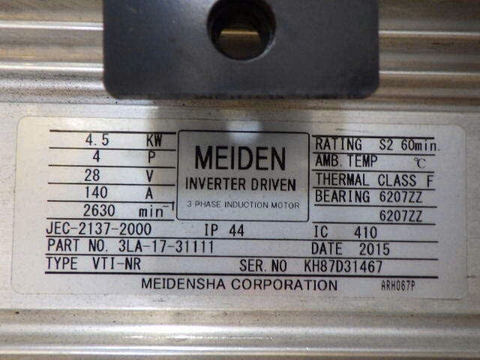 4.5 KW
4 P
28 V
140 A
2630 min⁻¹
MEIDEN
INVERTER DRIVEN
3 PHASE INDUCTION MOTOR
RATING S2 60min.
AMB. TEMP ℃
THERMAL CLASS F
BEARING 6207ZZ
6207ZZ
JEC-2137-2000 IP 44 IC 410
PART NO. 3LA-17-31111 DATE 2015
TYPE VTI-NR SER.NO KH87D31467
MEIDENSHA CORPORATION ARH067P